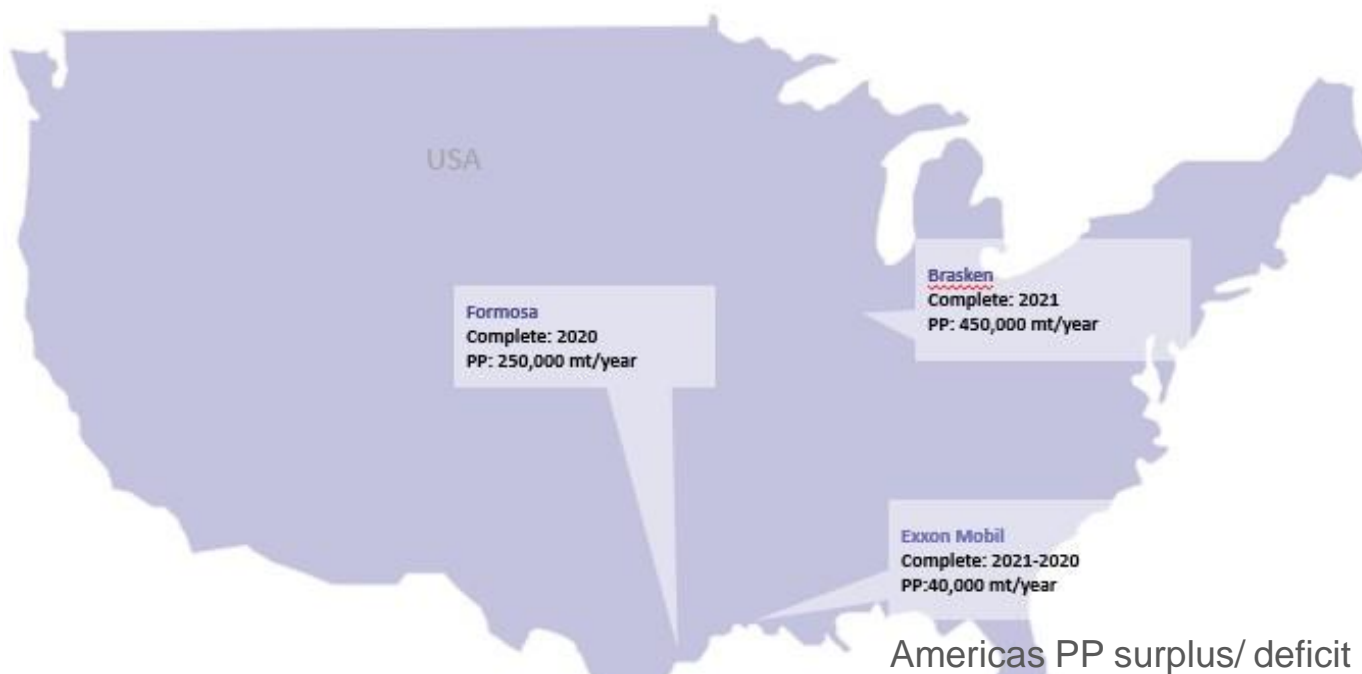 USA
Formosa
Complete: 2020
PP: 250,000 mt/year
Brasken
Complete: 2021
PP: 450,000 mt/year
Exxon Mobil
Complete: 2021-2020
PP:40,000 mt/year
Americas PP surplus/ deficit